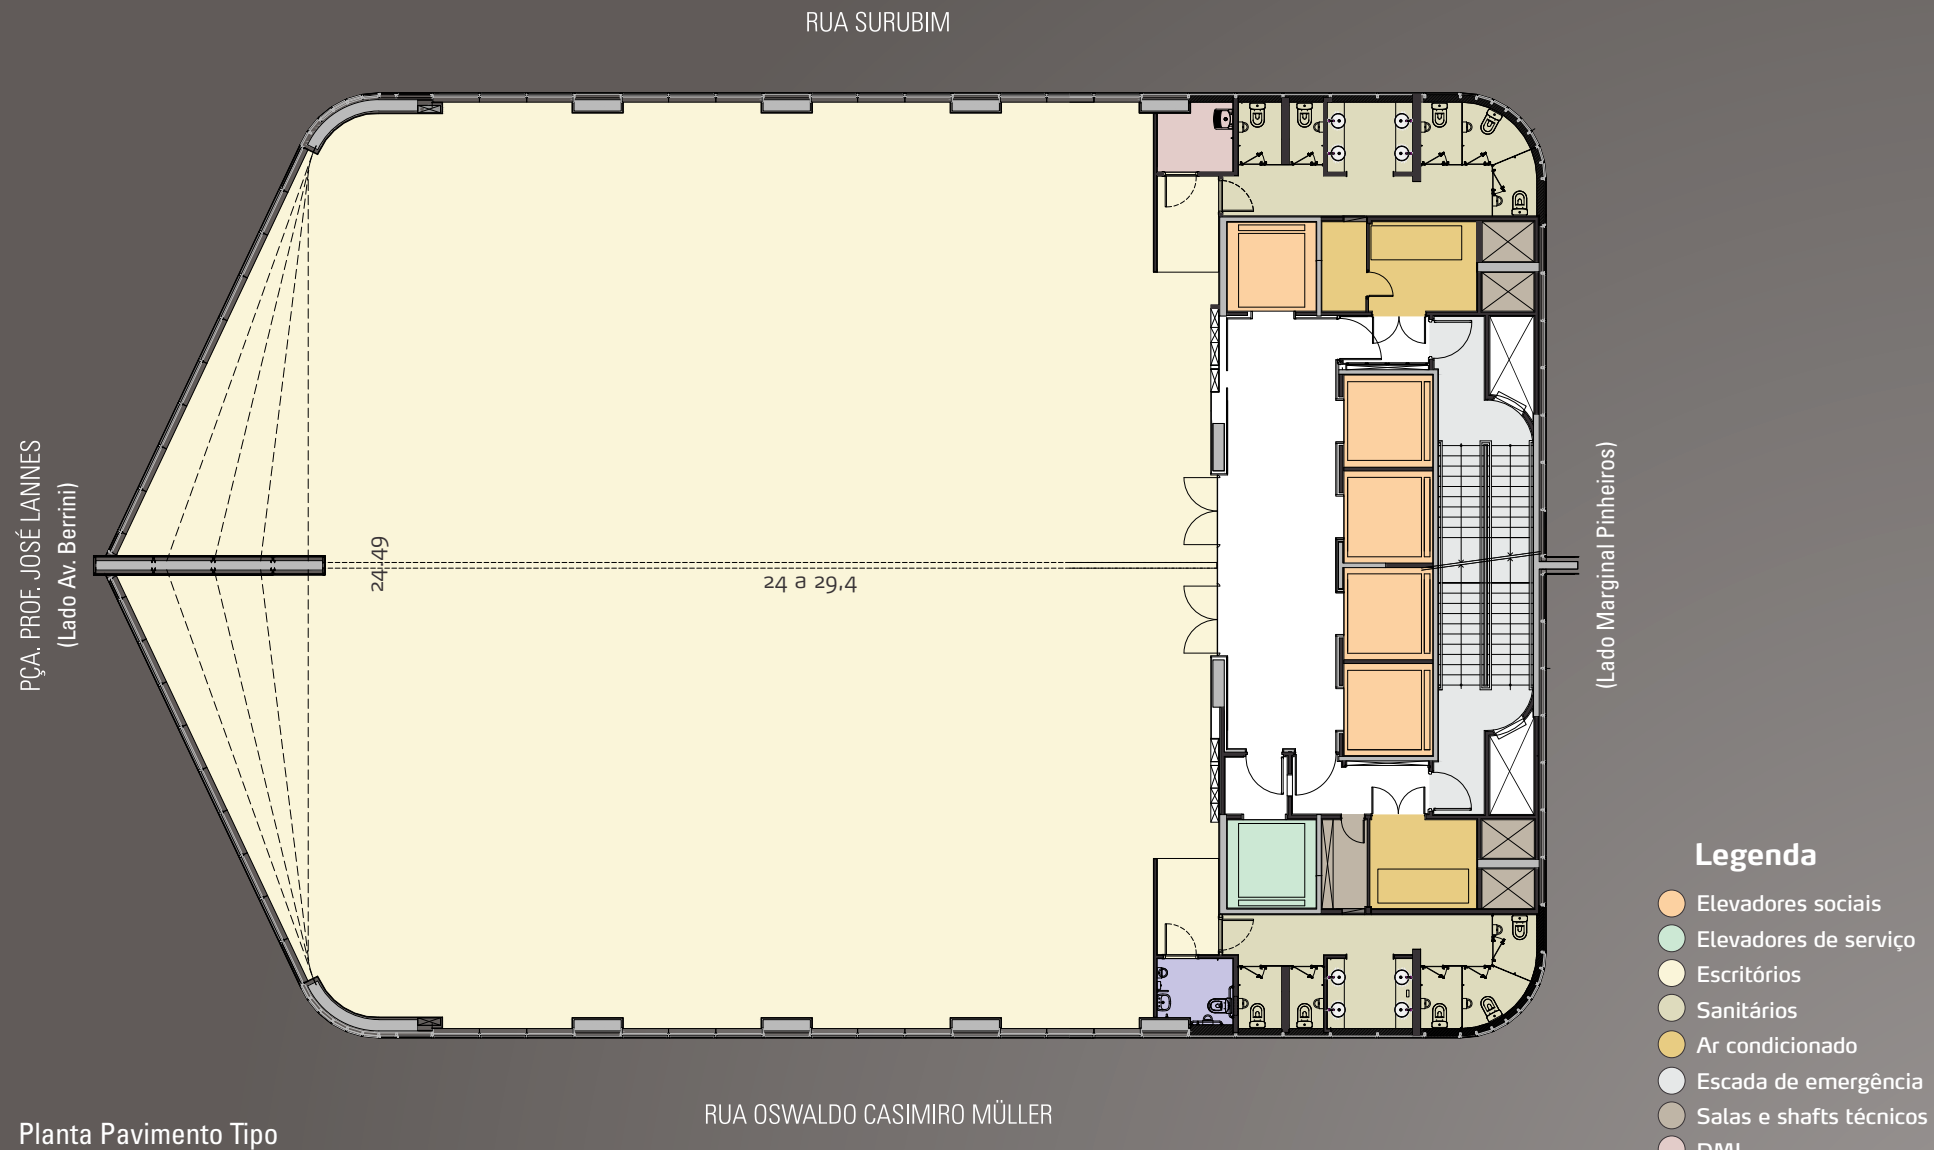 RUA SURUBIM
PÇA. PROF. JOSÉ LANNES
(Lado Av. Berrini)
24.49
24 a 29,4
(Lado Marginal Pinheiros)
Legenda
Elevadores sociais
Elevadores de serviço
Escritórios
Sanitários
Ar condicionado
Escada de emergência
Salas e shafts técnicos
RUA OSWALDO CASIMIRO MÜLLER
Planta Pavimento Tipo